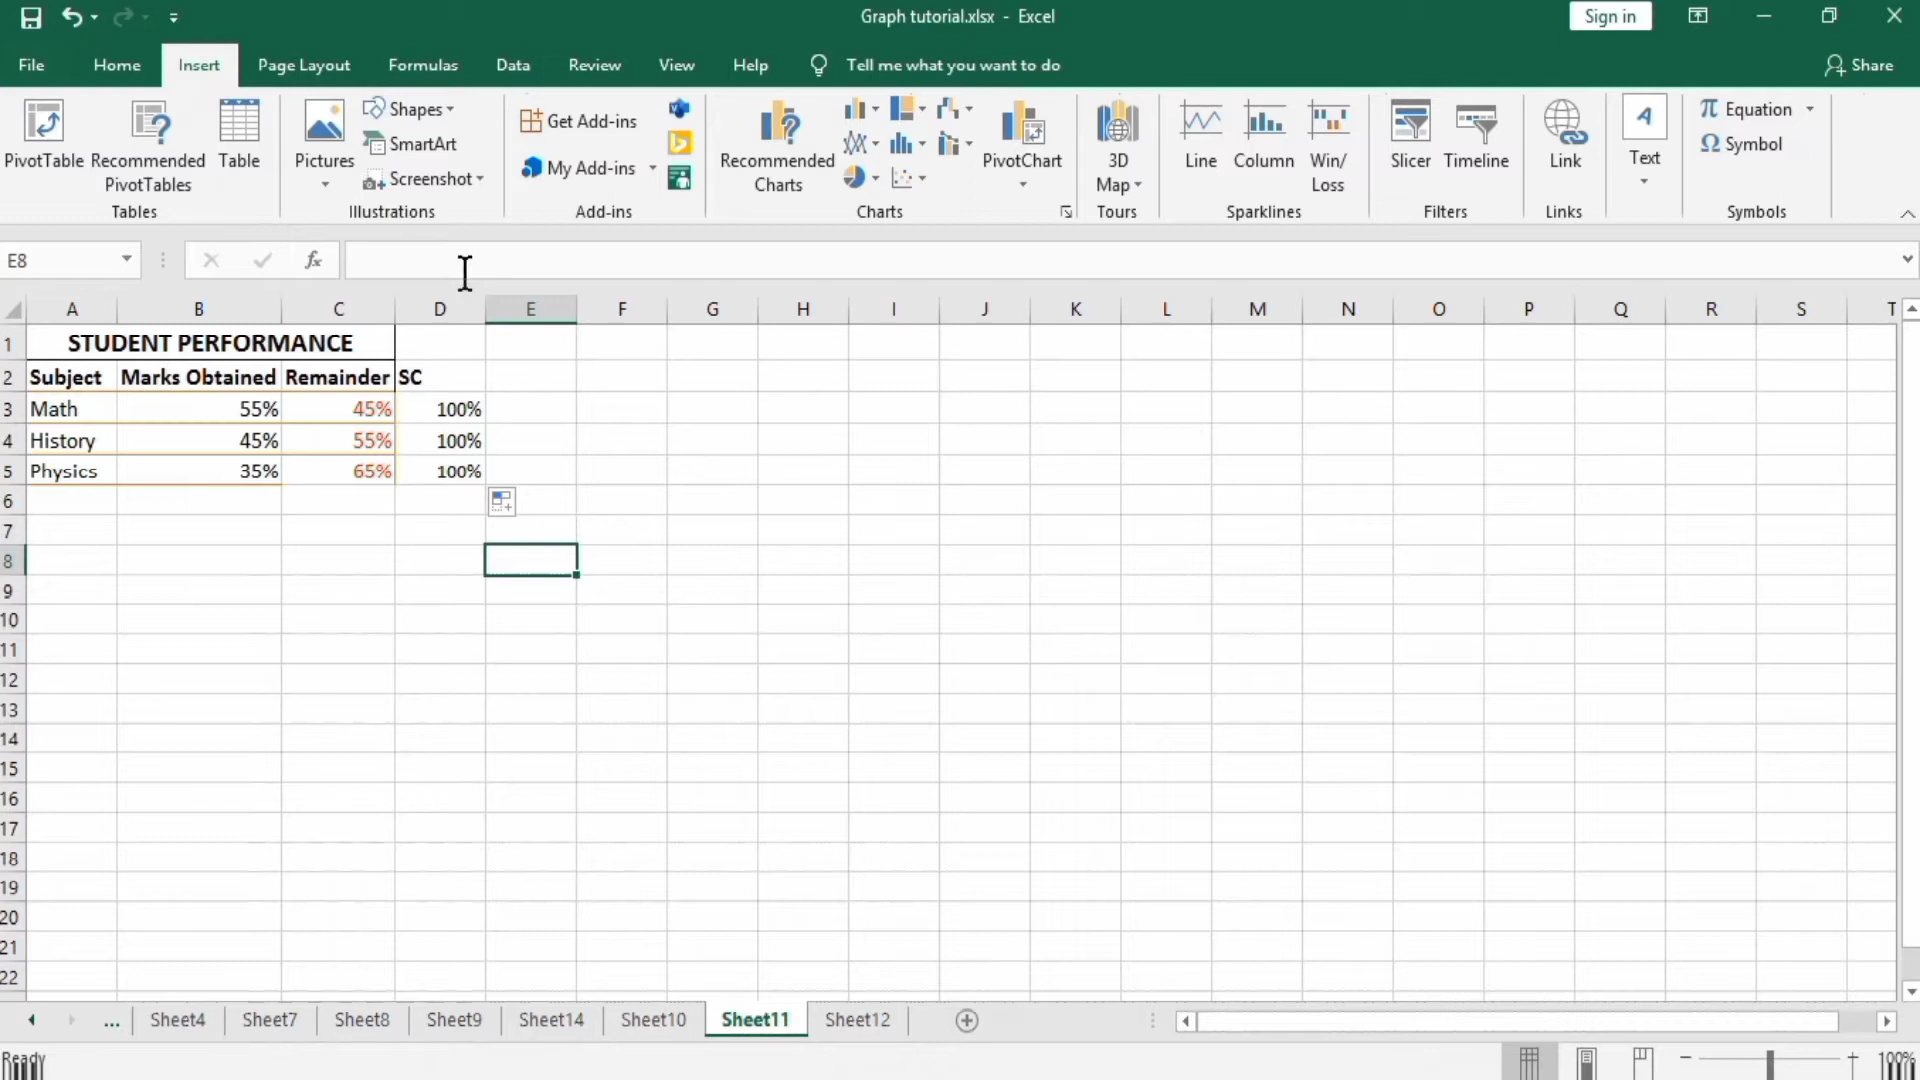 Graph tutorial.xlsx - Excel
Sign in
File Home Insert Page Layout Formulas Data Review View Help Tell me what you want to do Share
PivotTable Recommended PivotTables Table
Tables
Pictures Shapes SmartArt Screenshot
Illustrations
Get Add-ins
My Add-ins
Add-ins
Recommended Charts PivotChart
Charts
3D Map
Tours
Line Column Win/Loss
Sparklines
Slicer Timeline
Filters
Link
Links
A
Text
π Equation
Ω Symbol
Symbols
E8 fx
A B C D E F G H I J K L M N O P Q R S T
1 STUDENT PERFORMANCE
2 Subject Marks Obtained Remainder SC
3 Math 55% 45% 100%
4 History 45% 55% 100%
5 Physics 35% 65% 100%
6
7
8
9
10
11
12
13
14
15
16
17
18
19
20
21
22
... Sheet4 Sheet7 Sheet8 Sheet9 Sheet14 Sheet10 Sheet11 Sheet12
Ready 100%